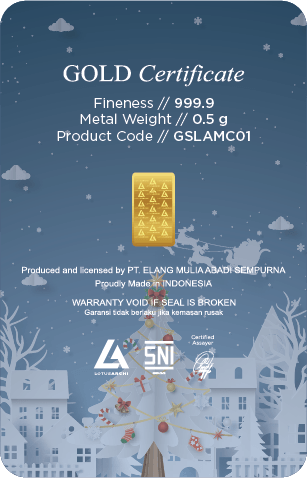 GOLD Certificate
Fineness // 999.9
Metal Weight // 0.5 g
Product Code // GSLAMC01
Produced and licensed by PT. ELANG MULIA ABADI SEMPURNA
Proudly Made in INDONESIA
WARRANTY VOID IF SEAL IS BROKEN
Garansi tidak berlaku jika kemasan rusak
Certified
Assayer
LOTUSARCHI
SNI